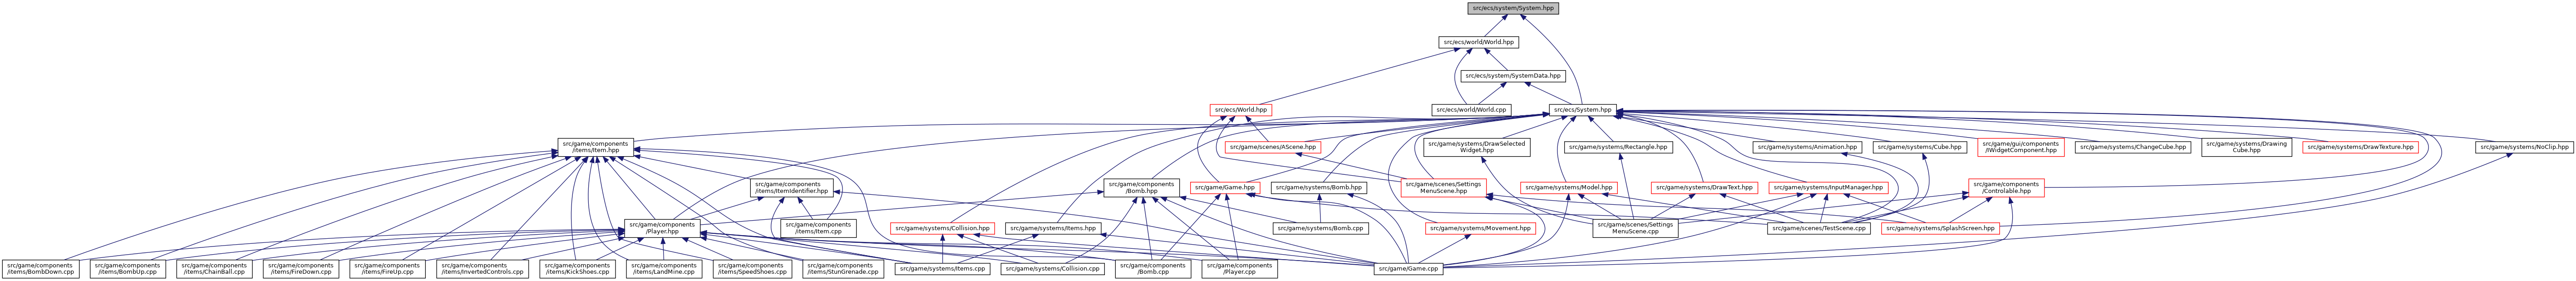 src/ecs/system/System.hpp
src/ecs/world/World.hpp
src/ecs/system/SystemData.hpp
src/ecs/World.hpp
src/ecs/world/World.cpp
src/ecs/System.hpp
src/game/components
/items/Item.hpp
src/game/scenes/AScene.hpp
src/game/systems/DrawSelected
Widget.hpp
src/game/systems/Rectangle.hpp
src/game/systems/Animation.hpp
src/game/systems/Cube.hpp
src/game/gui/components
/IWidgetComponent.hpp
src/game/systems/ChangeCube.hpp
src/game/systems/Drawing
Cube.hpp
src/game/systems/DrawTexture.hpp
src/game/systems/NoClip.hpp
src/game/components
/items/ItemIdentifier.hpp
src/game/components
/Bomb.hpp
src/game/Game.hpp
src/game/systems/Bomb.hpp
src/game/scenes/Settings
MenuScene.hpp
src/game/systems/Model.hpp
src/game/systems/DrawText.hpp
src/game/systems/InputManager.hpp
src/game/components
/Controlable.hpp
src/game/components
/Player.hpp
src/game/components
/items/Item.cpp
src/game/systems/Collision.hpp
src/game/systems/Items.hpp
src/game/systems/Bomb.cpp
src/game/systems/Movement.hpp
src/game/scenes/Settings
MenuScene.cpp
src/game/scenes/TestScene.cpp
src/game/systems/SplashScreen.hpp
src/game/components
/items/BombDown.cpp
src/game/components
/items/BombUp.cpp
src/game/components
/items/ChainBall.cpp
src/game/components
/items/FireDown.cpp
src/game/components
/items/FireUp.cpp
src/game/components
/items/InvertedControls.cpp
src/game/components
/items/KickShoes.cpp
src/game/components
/items/LandMine.cpp
src/game/components
/items/SpeedShoes.cpp
src/game/components
/items/StunGrenade.cpp
src/game/systems/Items.cpp
src/game/systems/Collision.cpp
src/game/components
/Bomb.cpp
src/game/components
/Player.cpp
src/game/Game.cpp